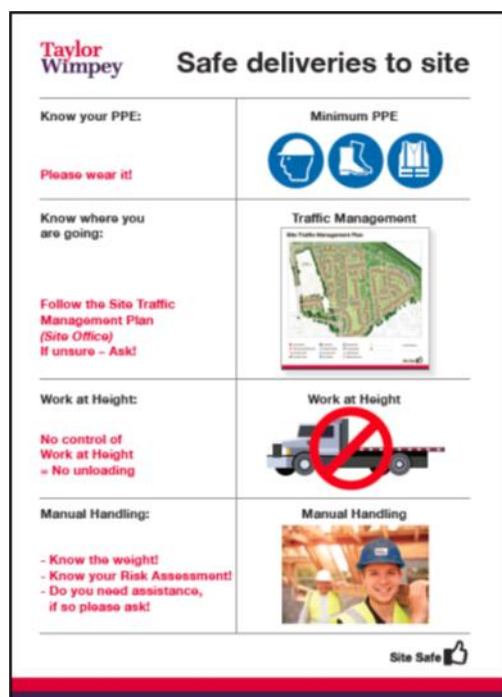 Taylor
Wimpey
Safe deliveries to site
Know your PPE:
Please wear it!
Minimum PPE
Know where you
are going:
Follow the Site Traffic
Management Plan
(Site Office)
If unsure – Ask!
Traffic Management
Site Traffic Management Plan
Work at Height:
No control of
Work at Height
= No unloading
Work at Height
Manual Handling:
- Know the weight!
- Know your Risk Assessment!
- Do you need assistance,
if so please ask!
Manual Handling
Site Safe